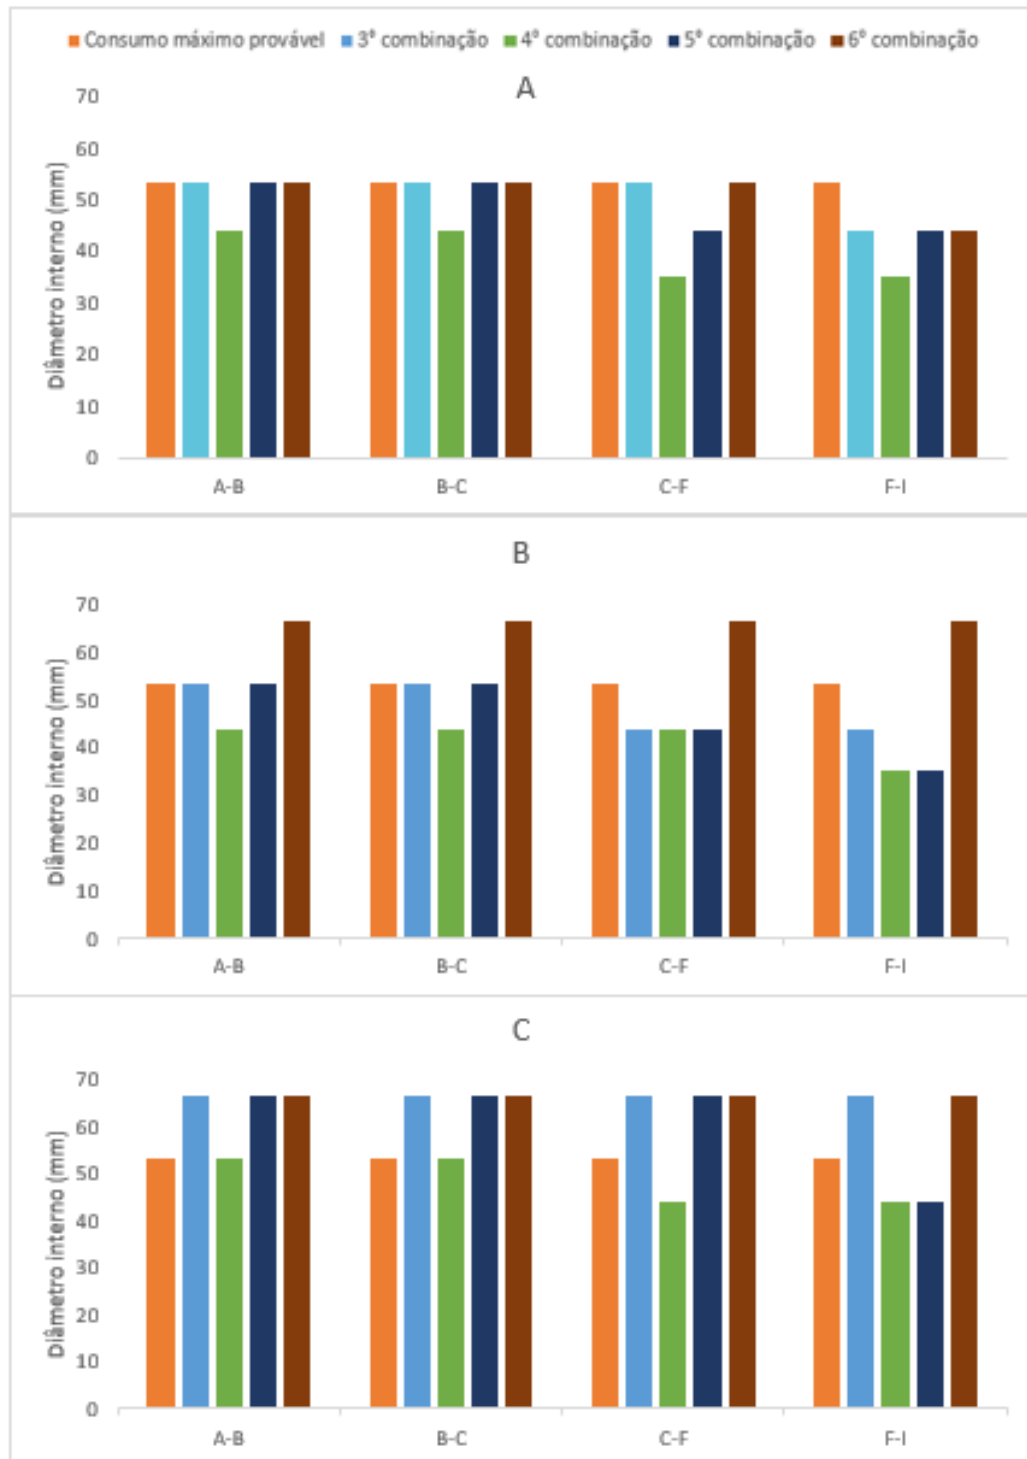 Consumo máximo provável 3° combinação 4° combinação 5° combinação 6° combinação
A
Diâmetro interno (mm)
70
60
50
40
30
20
10
0
A-B B-C C-F F-I
B
Diâmetro interno (mm)
70
60
50
40
30
20
10
0
A-B B-C C-F F-I
C
Diâmetro interno (mm)
70
60
50
40
30
20
10
0
A-B B-C C-F F-I